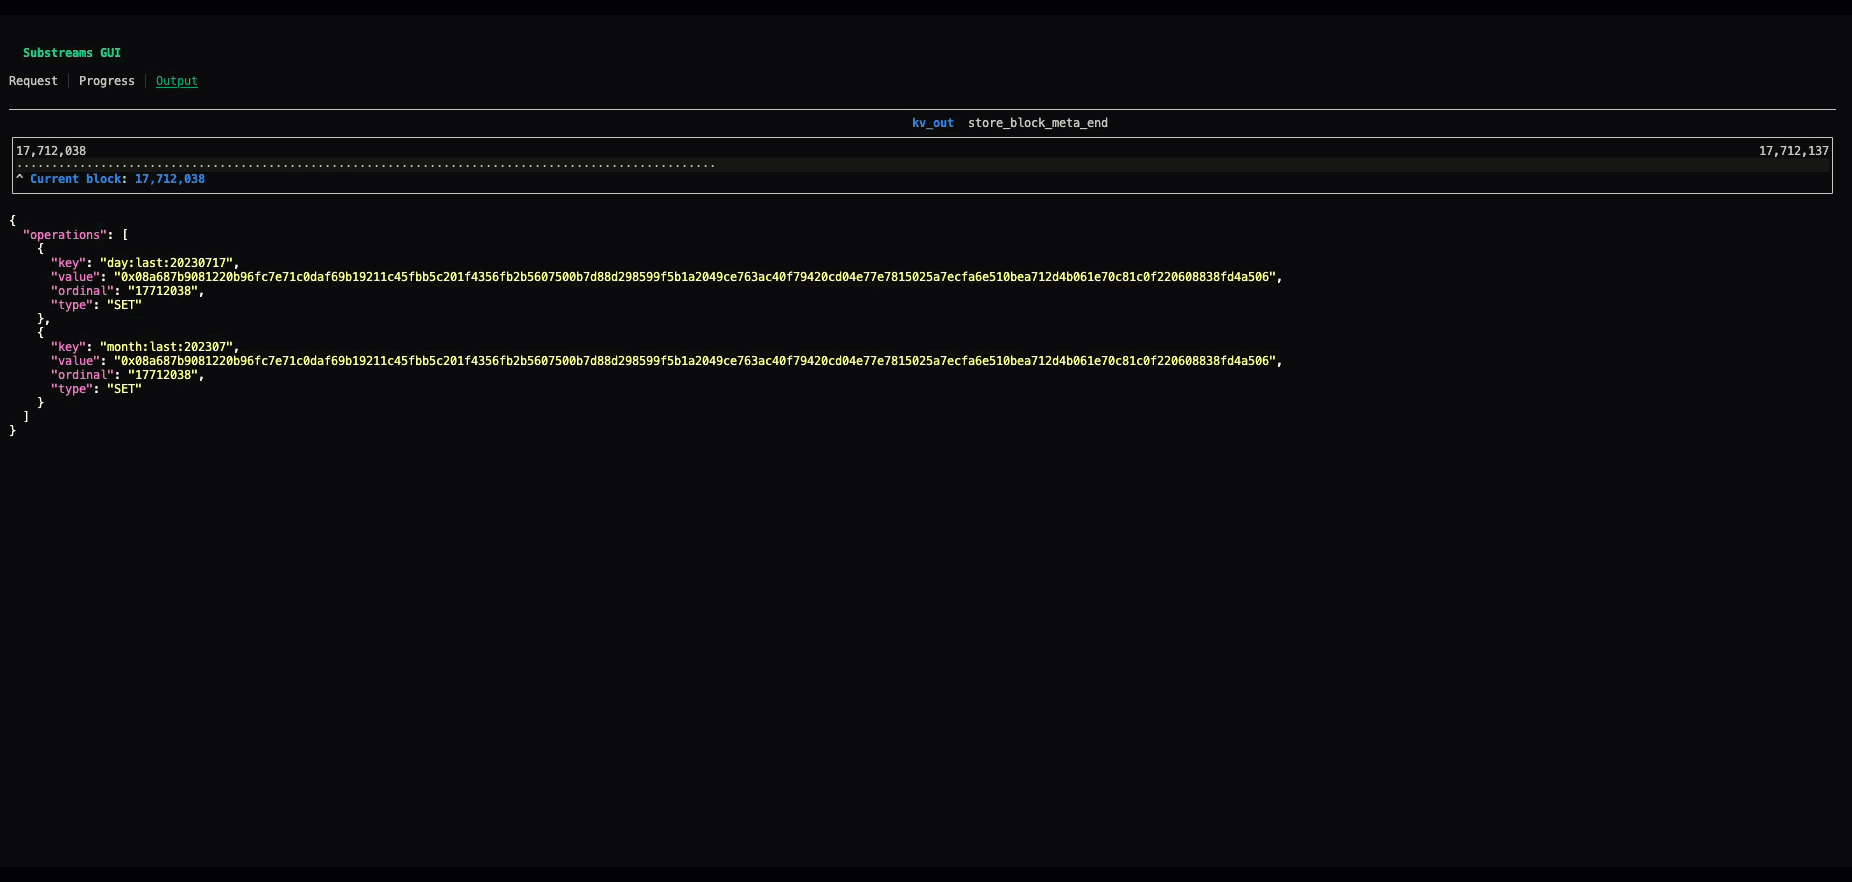 Substreams GUI
Request │ Progress │ Output
kv_out store_block_meta_end
17,712,038 17,712,137
....................................................................................................
^ Current block: 17,712,038
{
  "operations": [
    {
      "key": "day:last:20230717",
      "value": "0x08a687b9081220b96fc7e71c0daf69b19211c45fbb5c201f4356fb2b5607500b7d88d298599f5b1a2049ce763ac40f79420cd04e77e7815025a7ecfa6e510bea712d4b061e70c81c0f220608838fd4a506",
      "ordinal": "17712038",
      "type": "SET"
    },
    {
      "key": "month:last:202307",
      "value": "0x08a687b9081220b96fc7e71c0daf69b19211c45fbb5c201f4356fb2b5607500b7d88d298599f5b1a2049ce763ac40f79420cd04e77e7815025a7ecfa6e510bea712d4b061e70c81c0f220608838fd4a506",
      "ordinal": "17712038",
      "type": "SET"
    }
  ]
}